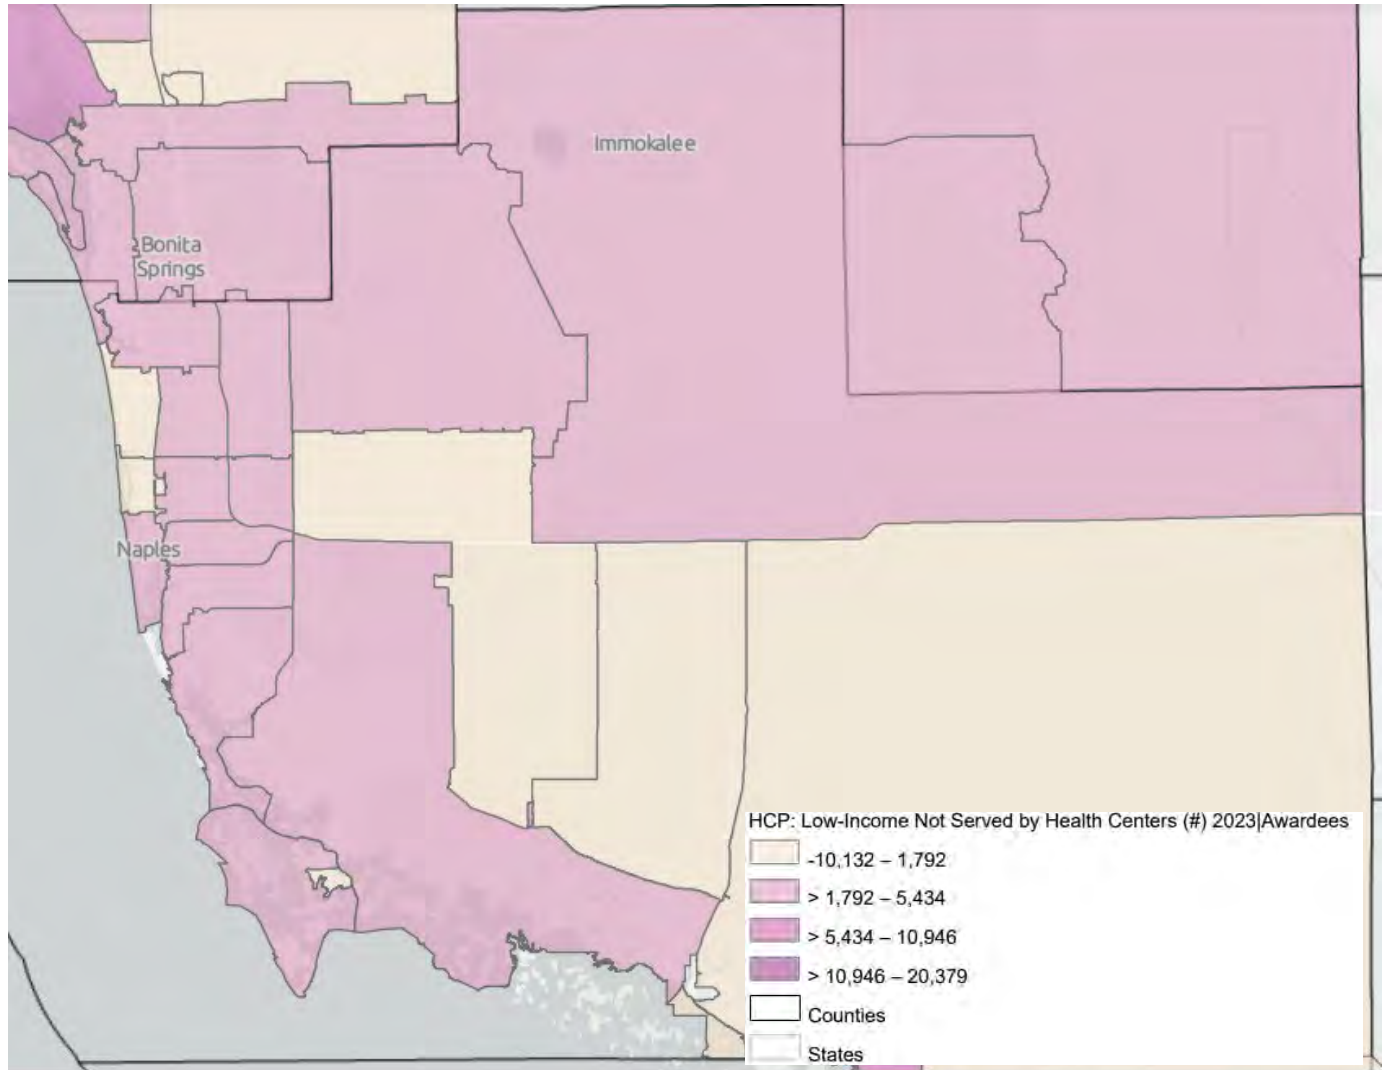 Immokalee
Bonita
Springs
Naples
HCP: Low-Income Not Served by Health Centers (#) 2023|Awardees
-10,132 – 1,792
> 1,792 – 5,434
> 5,434 – 10,946
> 10,946 – 20,379
Counties
States